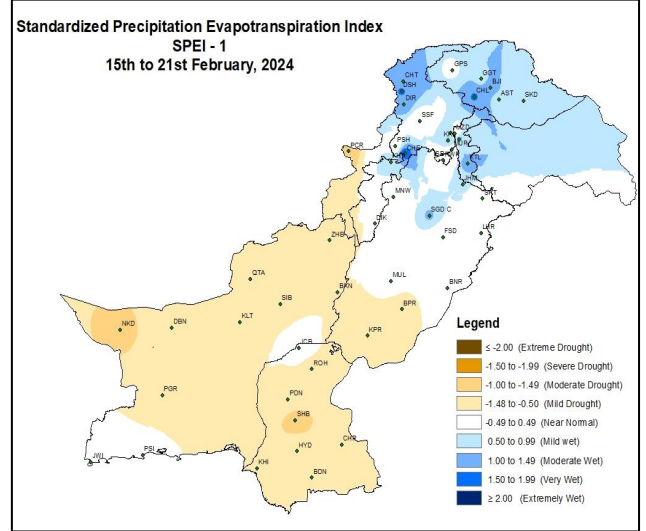 Standardized Precipitation Evapotranspiration Index
SPEI - 1
15th to 21st February, 2024
GPS
CHT
GGT
BJI
DSH
CHL
AST
SKD
DIR
SSF
MZD
PCR
PSH
JHM
MNW
SKT
SGD C
DIK
ZHB
FSD
LHR
QTA
MUL
BNR
BKN
SIB
BPR
NKD
DBN
KLT
KPR
JCB
ROH
PGR
PDN
SHB
HYD
CHR
PSI
JWI
KHI
BDN
Legend
≤ -2.00 (Extreme Drought)
-1.50 to -1.99 (Severe Drought)
-1.00 to -1.49 (Moderate Drought)
-1.48 to -0.50 (Mild Drought)
-0.49 to 0.49 (Near Normal)
0.50 to 0.99 (Mild wet)
1.00 to 1.49 (Moderate Wet)
1.50 to 1.99 (Very Wet)
≥ 2.00 (Extremely Wet)